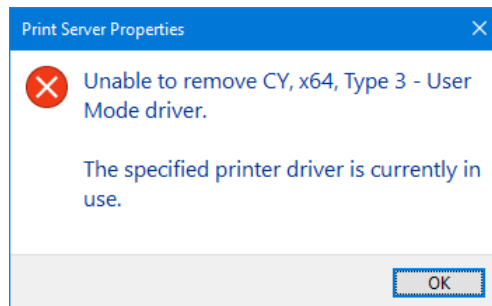 Print Server Properties
Unable to remove CY, x64, Type 3 - User
Mode driver.
The specified printer driver is currently in
use.
OK